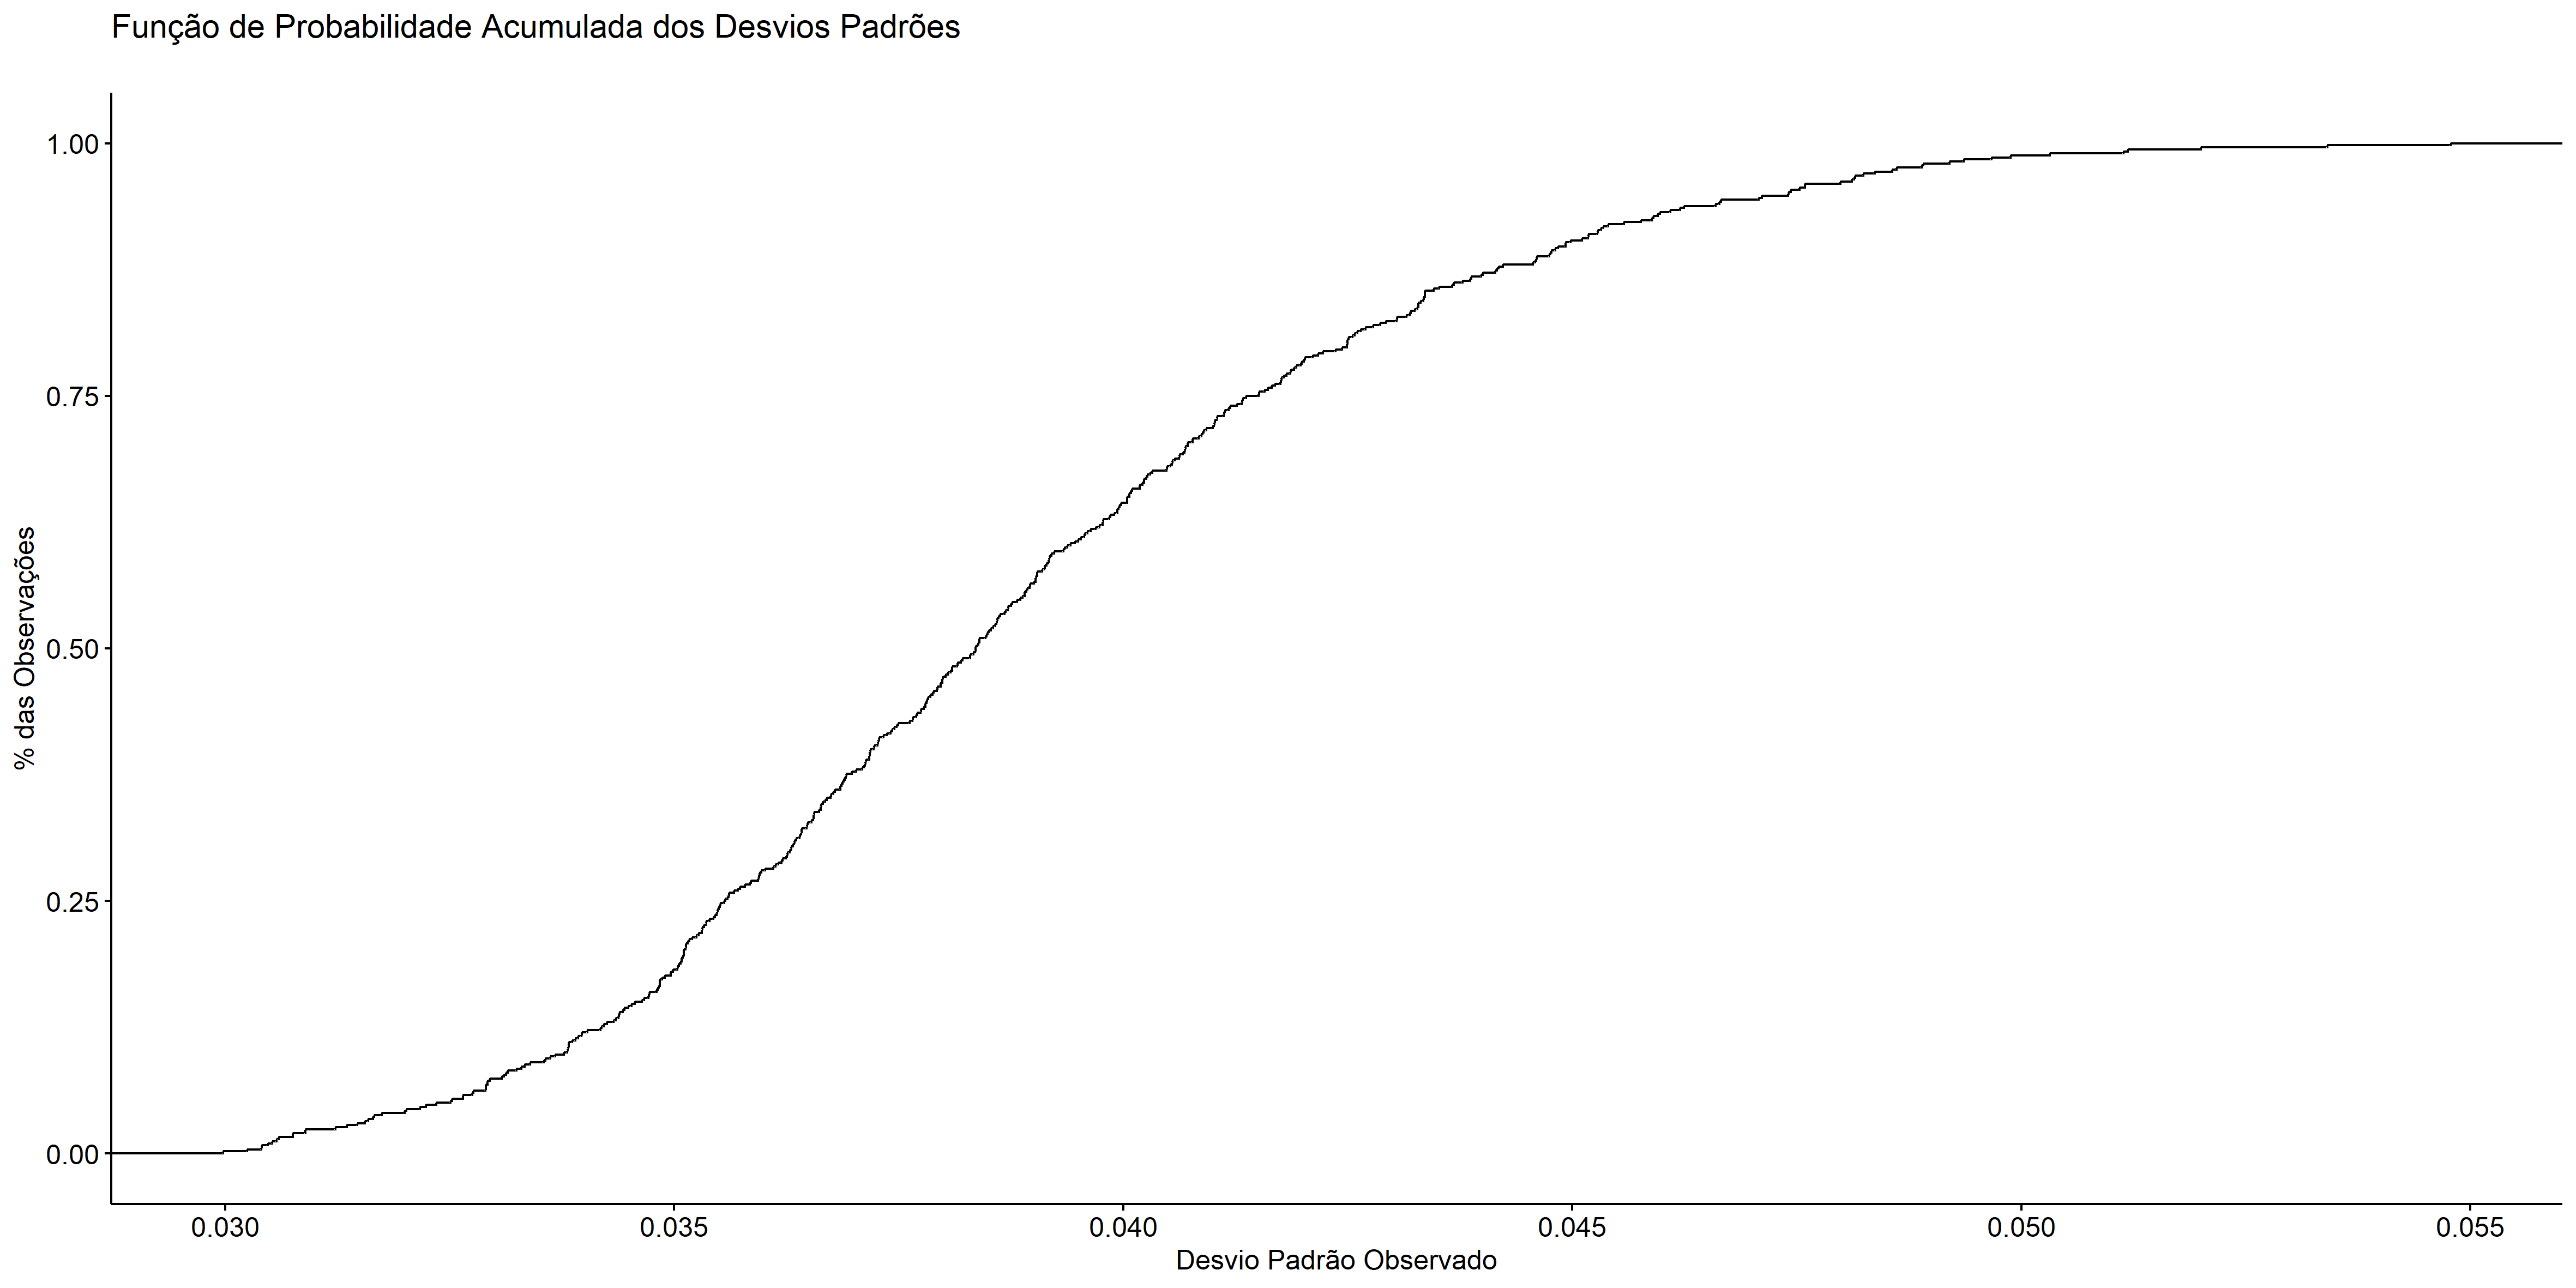 Função de Probabilidade Acumulada dos Desvios Padrões
1.00
0.75
0.50
0.25
0.00
% das Observações
0.030 0.035 0.040 0.045 0.050 0.055
Desvio Padrão Observado